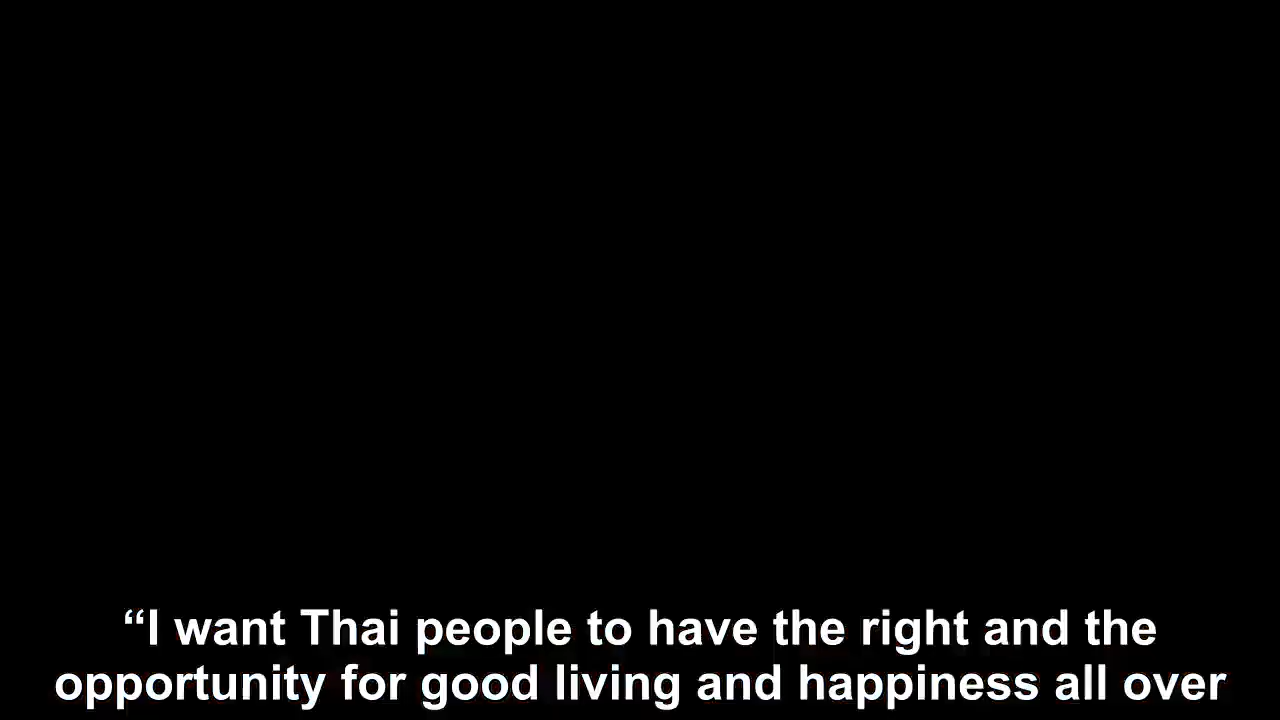 “I want Thai people to have the right and the
opportunity for good living and happiness all over